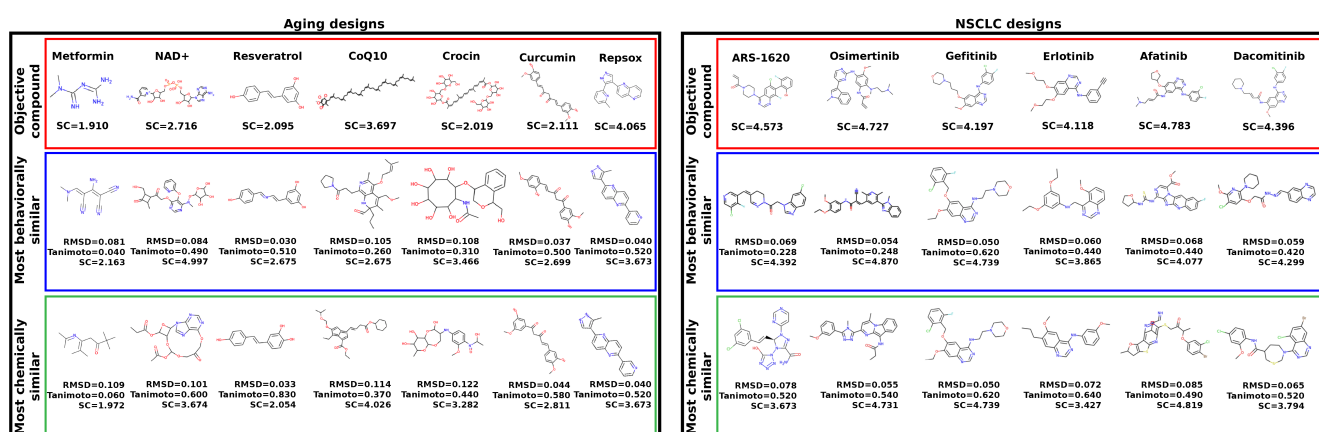 Aging designs
Objective compound
Metformin NAD+ Resveratrol CoQ10 Crocin Curcumin Repsox
SC=1.910 SC=2.716 SC=2.095 SC=3.697 SC=2.019 SC=2.111 SC=4.065
Most behaviorally similar
RMSD=0.081 RMSD=0.084 RMSD=0.030 RMSD=0.105 RMSD=0.108 RMSD=0.037 RMSD=0.040
Tanimoto=0.040 Tanimoto=0.490 Tanimoto=0.510 Tanimoto=0.260 Tanimoto=0.310 Tanimoto=0.500 Tanimoto=0.520
SC=2.163 SC=4.997 SC=2.675 SC=2.675 SC=3.466 SC=2.699 SC=3.673
Most chemically similar
RMSD=0.109 RMSD=0.101 RMSD=0.033 RMSD=0.114 RMSD=0.122 RMSD=0.044 RMSD=0.040
Tanimoto=0.060 Tanimoto=0.600 Tanimoto=0.830 Tanimoto=0.370 Tanimoto=0.440 Tanimoto=0.580 Tanimoto=0.520
SC=1.972 SC=3.674 SC=2.054 SC=4.026 SC=3.282 SC=2.811 SC=3.673
NSCLC designs
Objective compound
ARS-1620 Osimertinib Gefitinib Erlotinib Afatinib Dacomitinib
SC=4.573 SC=4.727 SC=4.197 SC=4.118 SC=4.783 SC=4.396
Most behaviorally similar
RMSD=0.069 RMSD=0.054 RMSD=0.050 RMSD=0.060 RMSD=0.068 RMSD=0.059
Tanimoto=0.228 Tanimoto=0.248 Tanimoto=0.620 Tanimoto=0.440 Tanimoto=0.440 Tanimoto=0.420
SC=4.392 SC=4.870 SC=4.739 SC=3.865 SC=4.077 SC=4.299
Most chemically similar
RMSD=0.078 RMSD=0.055 RMSD=0.050 RMSD=0.072 RMSD=0.085 RMSD=0.065
Tanimoto=0.520 Tanimoto=0.540 Tanimoto=0.620 Tanimoto=0.640 Tanimoto=0.490 Tanimoto=0.520
SC=3.673 SC=4.731 SC=4.739 SC=3.427 SC=4.819 SC=3.794